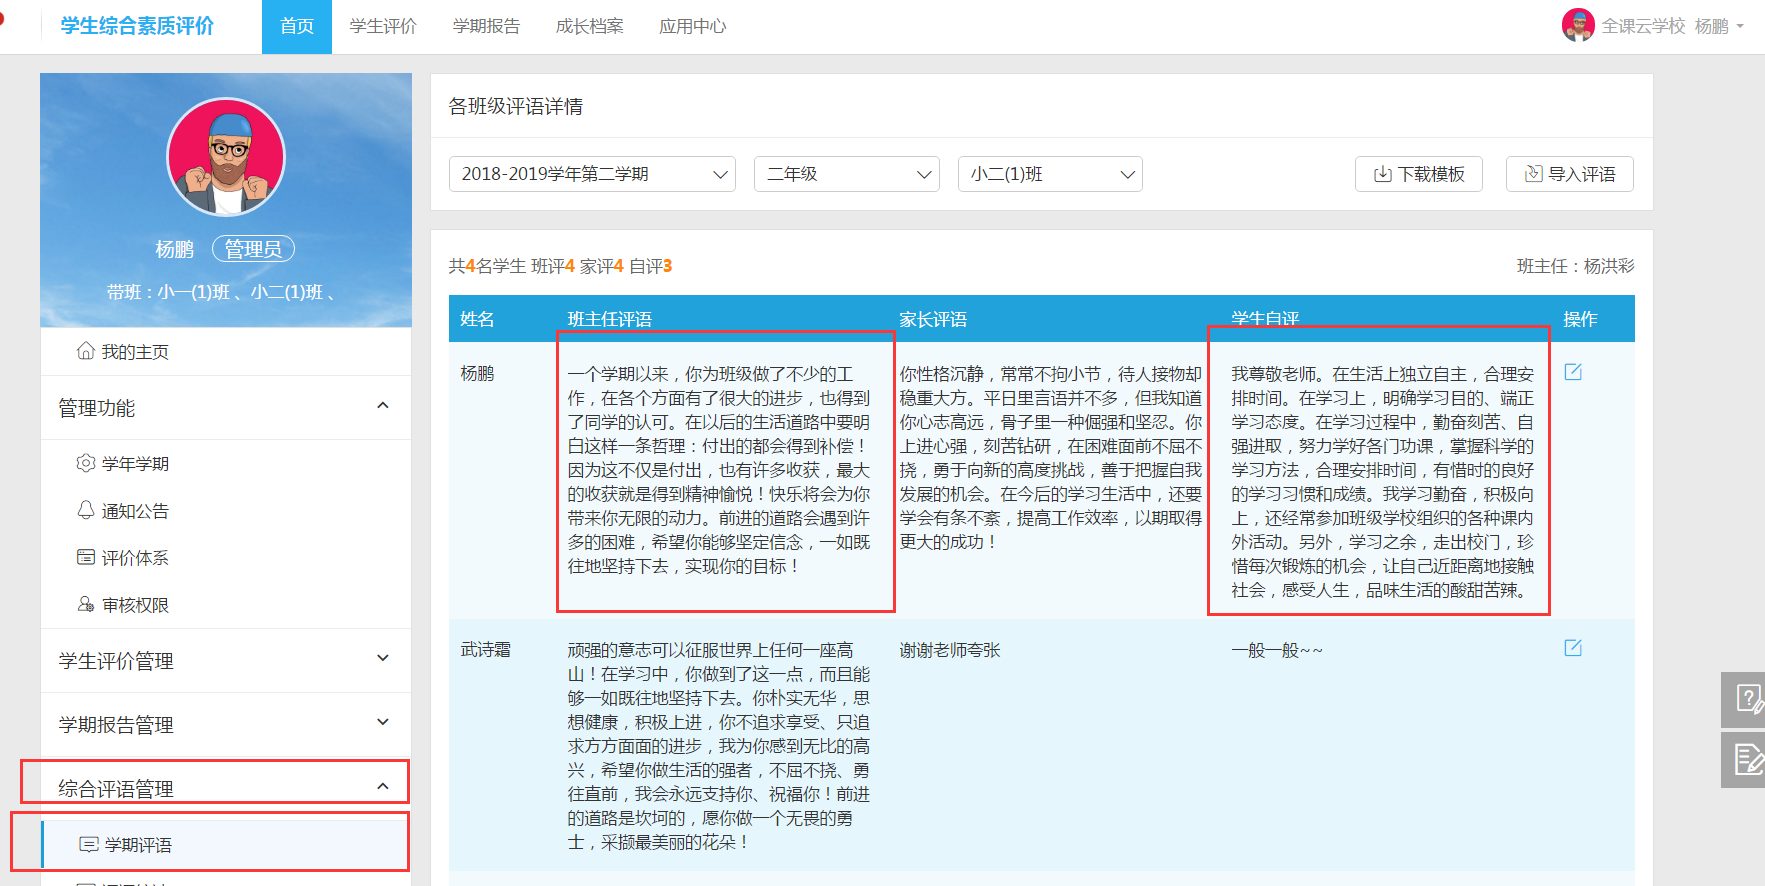 学生综合素质评价
首页
学生评价
学期报告
成长档案
应用中心
全课云学校 杨鹏
杨鹏 管理员
带班：小一(1)班 、小二(1)班 、
我的主页
管理功能
学年学期
通知公告
评价体系
审核权限
学生评价管理
学期报告管理
综合评语管理
学期评语
各班级评语详情
2018-2019学年第二学期
二年级
小二(1)班
下载模板
导入评语
共4名学生 班评4 家评4 自评3
班主任：杨洪彩
姓名
班主任评语
家长评语
学生自评
操作
杨鹏
一个学期以来，你为班级做了不少的工
作，在各个方面有了很大的进步，也得到
了同学的认可。在以后的生活道路中要明
白这样一条哲理：付出的都会得到补偿！
因为这不仅是付出，也有许多收获，最大
的收获就是得到精神愉悦！快乐将会为你
带来你无限的动力。前进的道路会遇到许
多的困难，希望你能够坚定信念，一如既
往地坚持下去，实现你的目标！
你性格沉静，常常不拘小节，待人接物却
稳重大方。平日里言语并不多，但我知道
你心志高远，骨子里一种倔强和坚忍。你
上进心强，刻苦钻研，在困难面前不屈不
挠，勇于向新的高度挑战，善于把握自我
发展的机会。在今后的学习生活中，还要
学会有条不紊，提高工作效率，以期取得
更大的成功！
我尊敬老师。在生活上独立自主，合理安
排时间。在学习上，明确学习目的、端正
学习态度。在学习过程中，勤奋刻苦、自
强进取，努力学好各门功课，掌握科学的
学习方法，合理安排时间，有惜时的良好
的学习习惯和成绩。我学习勤奋，积极向
上，还经常参加班级学校组织的各种课内
外活动。另外，学习之余，走出校门，珍
惜每次锻炼的机会，让自己近距离地接触
社会，感受人生，品味生活的酸甜苦辣。
武诗霜
顽强的意志可以征服世界上任何一座高
山！在学习中，你做到了这一点，而且能
够一如既往地坚持下去。你朴实无华，思
想健康，积极上进，你不追求享受、只追
求方方面面的进步，我为你感到无比的高
兴，希望你做生活的强者，不屈不挠、勇
往直前，我会永远支持你、祝福你！前进
的道路是坎坷的，愿你做一个无畏的勇
士，采撷最美丽的花朵！
谢谢老师夸张
一般一般~~